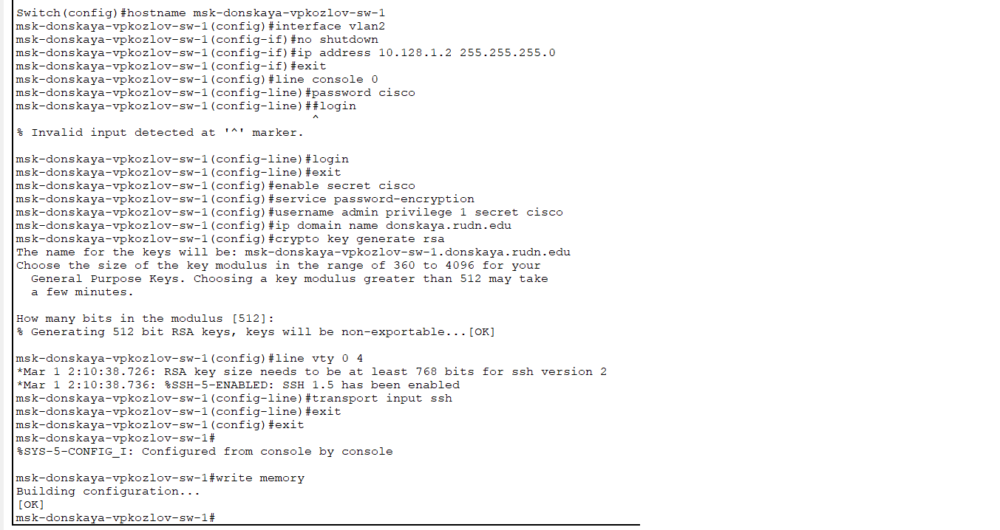 Switch(config)#hostname msk-donskaya-vpkozlov-sw-1
msk-donskaya-vpkozlov-sw-1(config)#interface vlan2
msk-donskaya-vpkozlov-sw-1(config-if)#no shutdown
msk-donskaya-vpkozlov-sw-1(config-if)#ip address 10.128.1.2 255.255.255.0
msk-donskaya-vpkozlov-sw-1(config-if)#exit
msk-donskaya-vpkozlov-sw-1(config)#line console 0
msk-donskaya-vpkozlov-sw-1(config-line)#password cisco
msk-donskaya-vpkozlov-sw-1(config-line)##login
^
% Invalid input detected at '^' marker.
msk-donskaya-vpkozlov-sw-1(config-line)#login
msk-donskaya-vpkozlov-sw-1(config-line)#exit
msk-donskaya-vpkozlov-sw-1(config)#enable secret cisco
msk-donskaya-vpkozlov-sw-1(config)#service password-encryption
msk-donskaya-vpkozlov-sw-1(config)#username admin privilege 1 secret cisco
msk-donskaya-vpkozlov-sw-1(config)#ip domain name donskaya.rudn.edu
msk-donskaya-vpkozlov-sw-1(config)#crypto key generate rsa
The name for the keys will be: msk-donskaya-vpkozlov-sw-1.donskaya.rudn.edu
Choose the size of the key modulus in the range of 360 to 4096 for your
General Purpose Keys. Choosing a key modulus greater than 512 may take
a few minutes.
How many bits in the modulus [512]:
% Generating 512 bit RSA keys, keys will be non-exportable...[OK]
msk-donskaya-vpkozlov-sw-1(config)#line vty 0 4
*Mar 1 2:10:38.726: RSA key size needs to be at least 768 bits for ssh version 2
*Mar 1 2:10:38.736: %SSH-5-ENABLED: SSH 1.5 has been enabled
msk-donskaya-vpkozlov-sw-1(config-line)#transport input ssh
msk-donskaya-vpkozlov-sw-1(config-line)#exit
msk-donskaya-vpkozlov-sw-1(config)#exit
msk-donskaya-vpkozlov-sw-1#
%SYS-5-CONFIG_I: Configured from console by console
msk-donskaya-vpkozlov-sw-1#write memory
Building configuration...
[OK]
msk-donskaya-vpkozlov-sw-1#